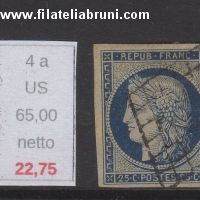 www.filateliabruni.com
4 a
US
65,00
netto
22,75
REPUB. FRANC.
25·C·POSTES·25·C